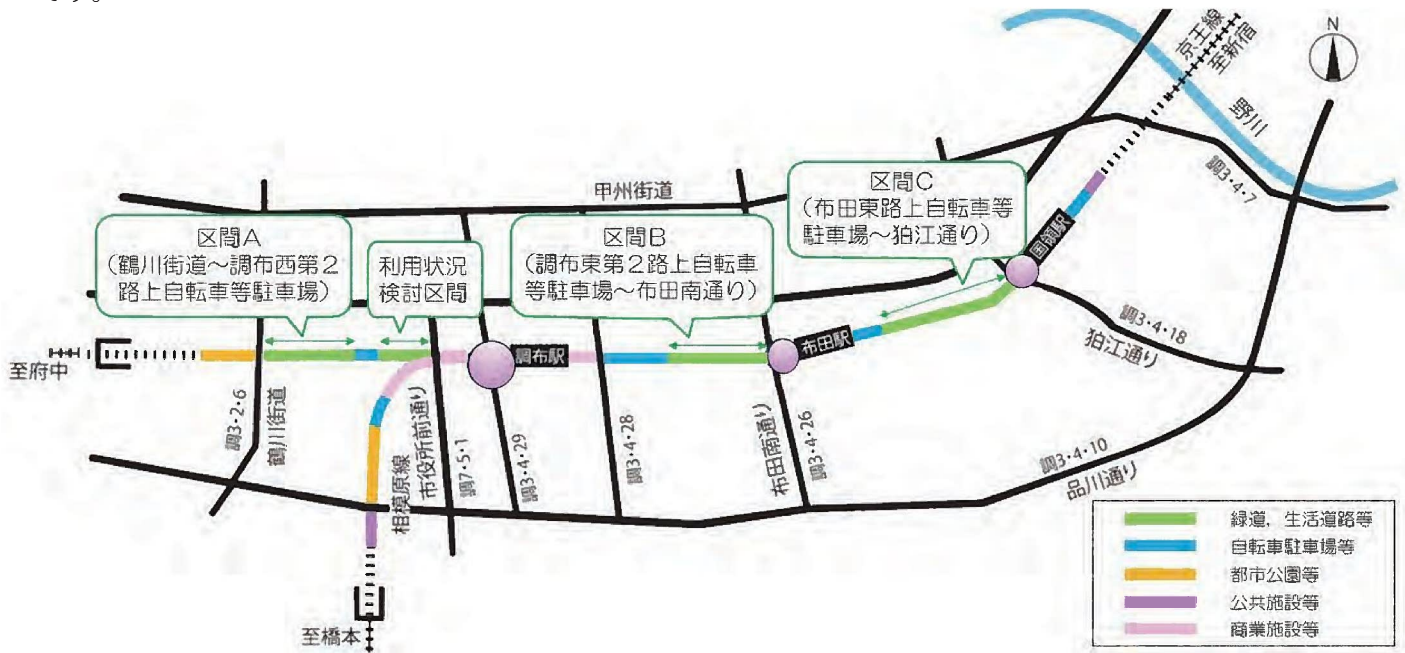 京王線
至新宿
N
野川
調3・4・7
甲州街道
区間A
（鶴川街道～調布西第２
路上自転車等駐車場）
利用状況
検討区間
区間B
（調布東第２路上自転車
等駐車場～布田南通り）
区間C
（布田東路上自転車等
駐車場～狛江通り）
国領駅
布田駅
調布駅
至府中
調3・2・6
鶴川街道
相模原線
市役所前通り
調7・5・1
調3・4・29
調3・4・28
布田南通り
調3・4・26
調3・4・18
狛江通り
調3・4・10
品川通り
至橋本
緑道，生活道路等
自転車駐車場等
都市公園等
公共施設等
商業施設等